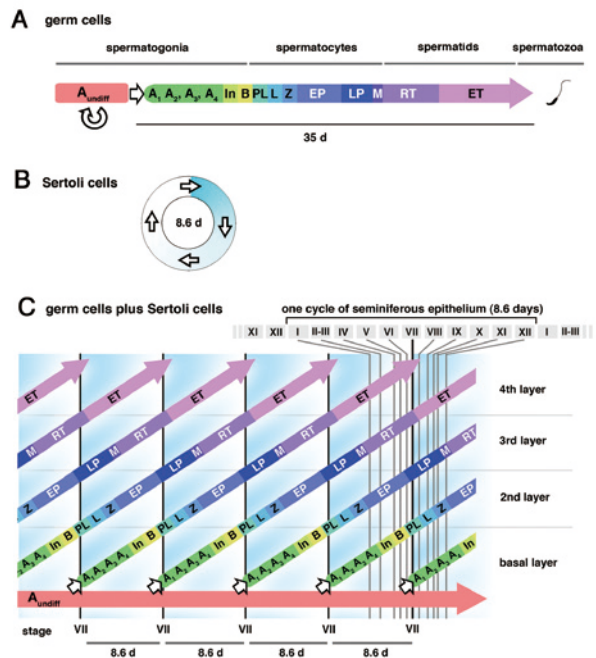 A germ cells
spermatogonia spermatocytes spermatids spermatozoa
Aundiff A1 A2, A3, A4 In B PL L Z EP LP M RT ET
35 d
B Sertoli cells
8.6 d
C germ cells plus Sertoli cells
one cycle of seminiferous epithelium (8.6 days)
XI XII I II-III IV V VI VII VIII IX X XI XII I II-III
ET ET ET ET ET
4th layer
M RT M RT M RT M RT M RT
3rd layer
Z EP LP Z EP LP Z EP LP Z EP LP Z EP
2nd layer
A2 A3 A4 In B PL L A1 A2 A3 A4 In B PL L A1 A2 A3 A4 In B PL L A1 A2 A3 A4 In B PL L A1 A2 A3 A4 In
basal layer
Aundiff
stage VII VII VII VII VII
8.6 d 8.6 d 8.6 d 8.6 d